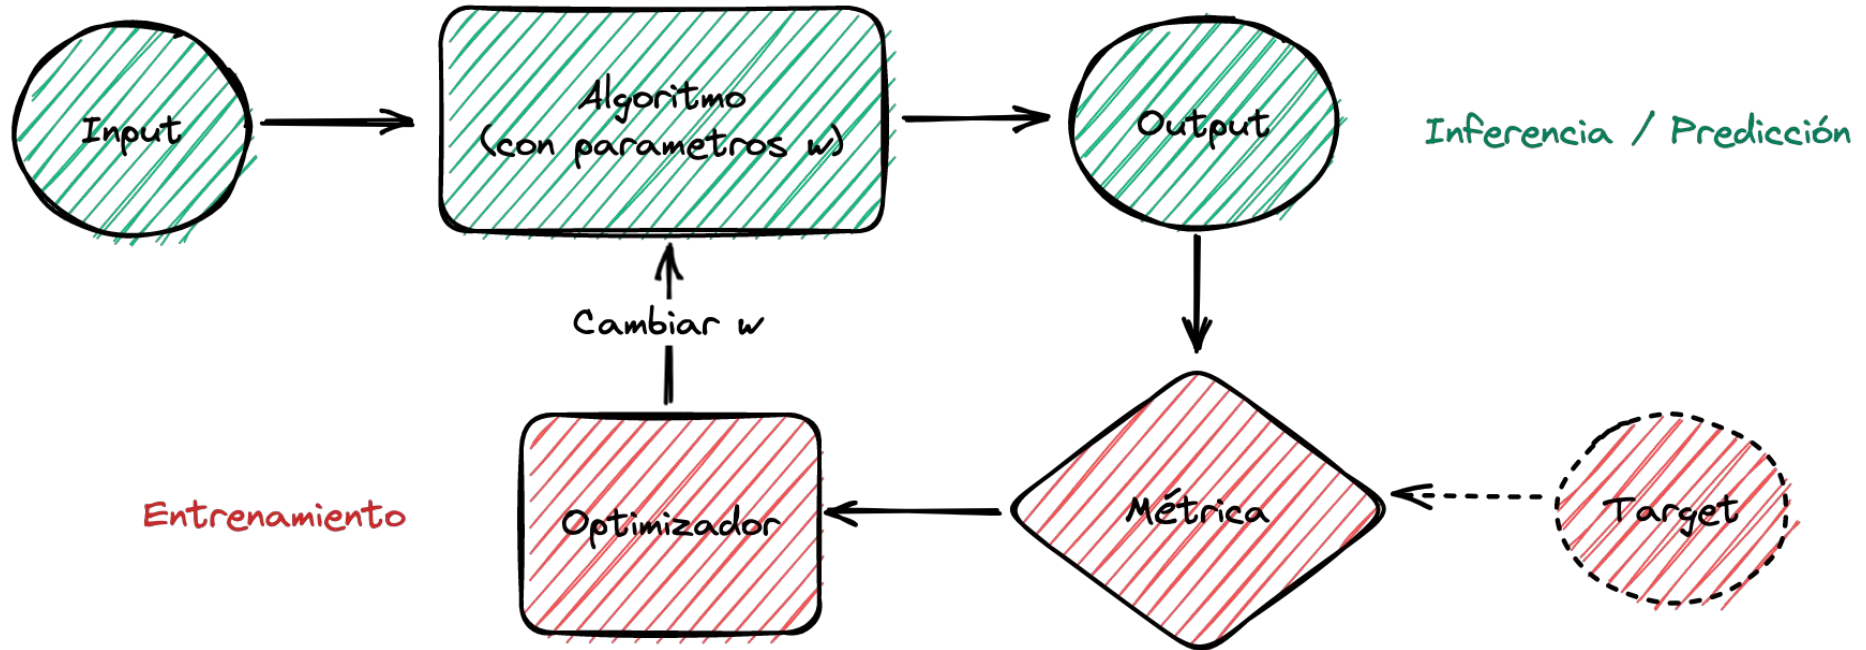 Input
Algoritmo
(con parametros w)
Output
Inferencia / Predicción
Cambiar w
Entrenamiento
Optimizador
Métrica
Target